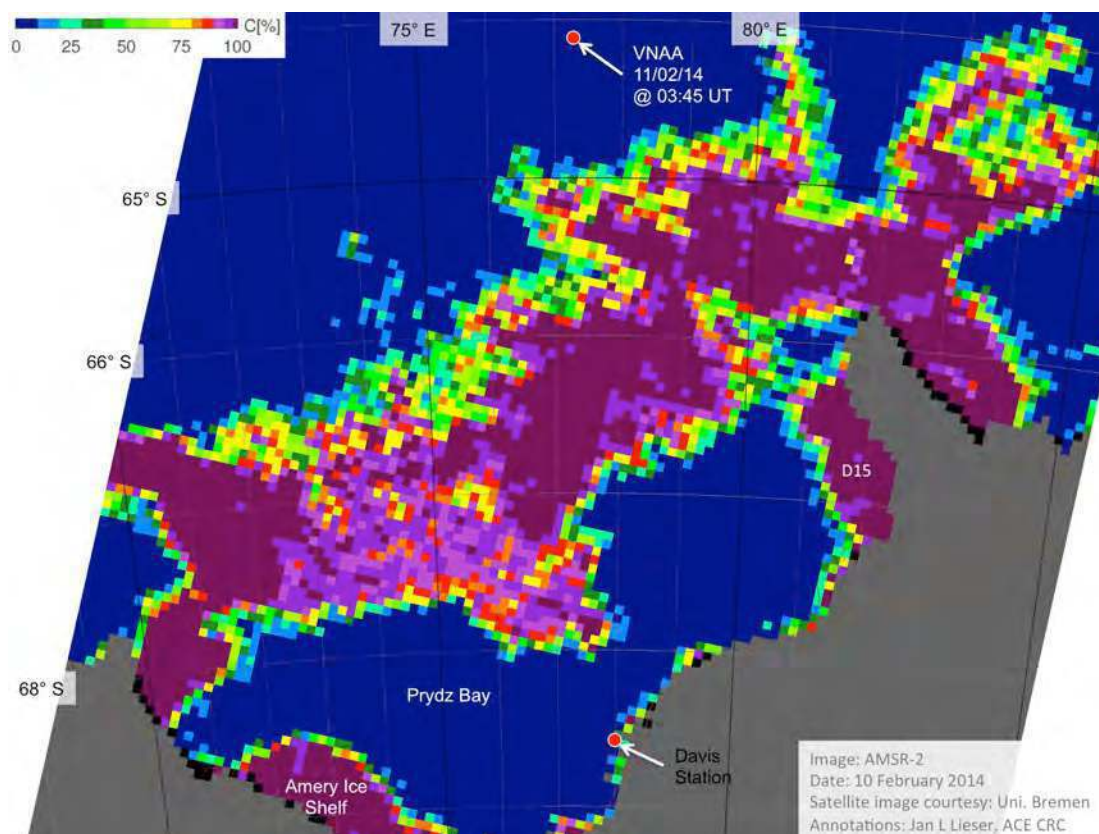 C[%]
0 25 50 75 100
75° E
80° E
VNAA
11/02/14
@ 03:45 UT
65° S
66° S
D15
68° S
Prydz Bay
Davis
Station
Amery Ice
Shelf
Image: AMSR-2
Date: 10 February 2014
Satellite image courtesy: Uni. Bremen
Annotations: Jan L Lieser, ACE CRC